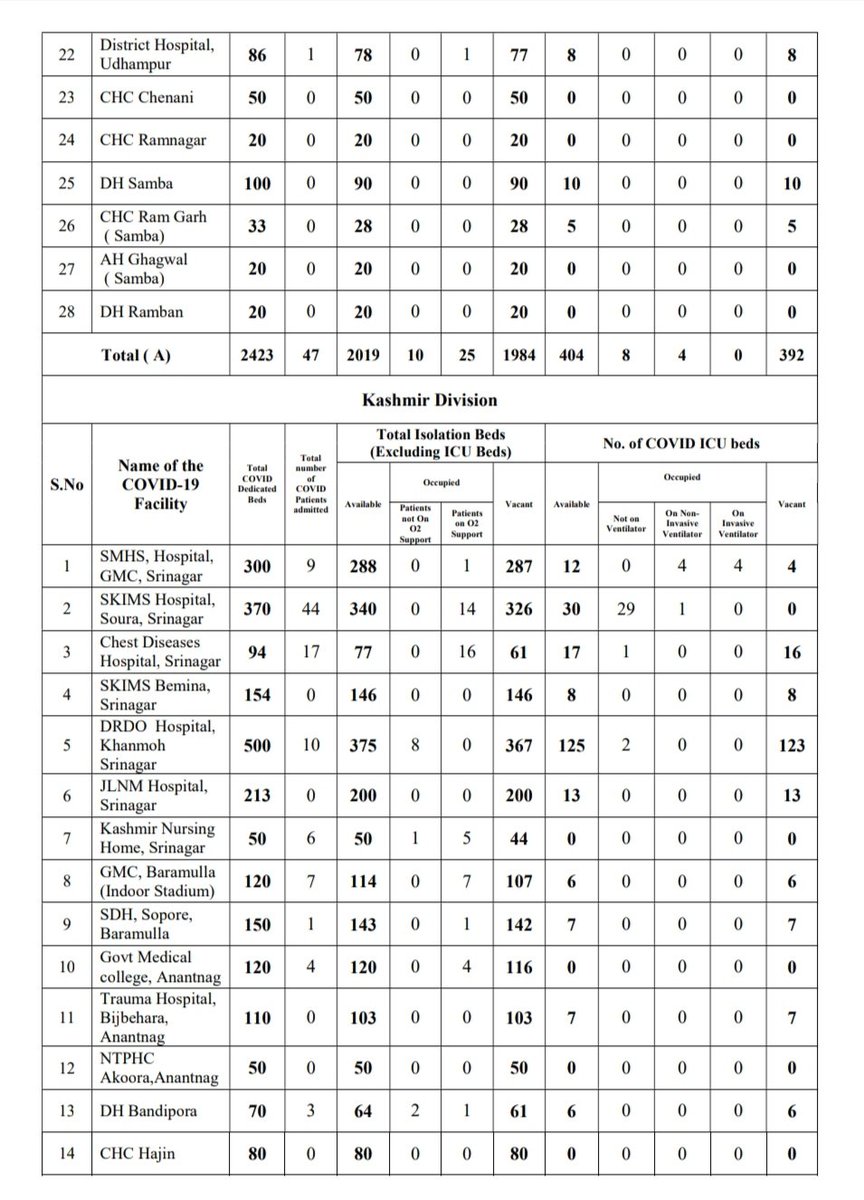 22 District Hospital, Udhampur 86 1 78 0 1 77 8 0 0 0 8
23 CHC Chenani 50 0 50 0 0 50 0 0 0 0 0
24 CHC Ramnagar 20 0 20 0 0 20 0 0 0 0 0
25 DH Samba 100 0 90 0 0 90 10 0 0 0 10
26 CHC Ram Garh ( Samba) 33 0 28 0 0 28 5 0 0 0 5
27 AH Ghagwal ( Samba) 20 0 20 0 0 20 0 0 0 0 0
28 DH Ramban 20 0 20 0 0 20 0 0 0 0 0
Total ( A) 2423 47 2019 10 25 1984 404 8 4 0 392
Kashmir Division
S.No
Name of the
COVID-19
Facility
Total
COVID
Dedicated
Beds
Total
number
of
COVID
Patients
admitted
Total Isolation Beds
(Excluding ICU Beds)
Available
Occupied
Patients
not On
O2
Support
Patients
on O2
Support
Vacant
No. of COVID ICU beds
Available
Occupied
Not on
Ventilator
On Non-
Invasive
Ventilator
On
Invasive
Ventilator
Vacant
1 SMHS, Hospital, GMC, Srinagar 300 9 288 0 1 287 12 0 4 4 4
2 SKIMS Hospital, Soura, Srinagar 370 44 340 0 14 326 30 29 1 0 0
3 Chest Diseases Hospital, Srinagar 94 17 77 0 16 61 17 1 0 0 16
4 SKIMS Bemina, Srinagar 154 0 146 0 0 146 8 0 0 0 8
5 DRDO Hospital, Khanmoh Srinagar 500 10 375 8 0 367 125 2 0 0 123
6 JLNM Hospital, Srinagar 213 0 200 0 0 200 13 0 0 0 13
7 Kashmir Nursing Home, Srinagar 50 6 50 1 5 44 0 0 0 0 0
8 GMC, Baramulla (Indoor Stadium) 120 7 114 0 7 107 6 0 0 0 6
9 SDH, Sopore, Baramulla 150 1 143 0 1 142 7 0 0 0 7
10 Govt Medical college, Anantnag 120 4 120 0 4 116 0 0 0 0 0
11 Trauma Hospital, Bijbehara, Anantnag 110 0 103 0 0 103 7 0 0 0 7
12 NTPHC Akoora,Anantnag 50 0 50 0 0 50 0 0 0 0 0
13 DH Bandipora 70 3 64 2 1 61 6 0 0 0 6
14 CHC Hajin 80 0 80 0 0 80 0 0 0 0 0